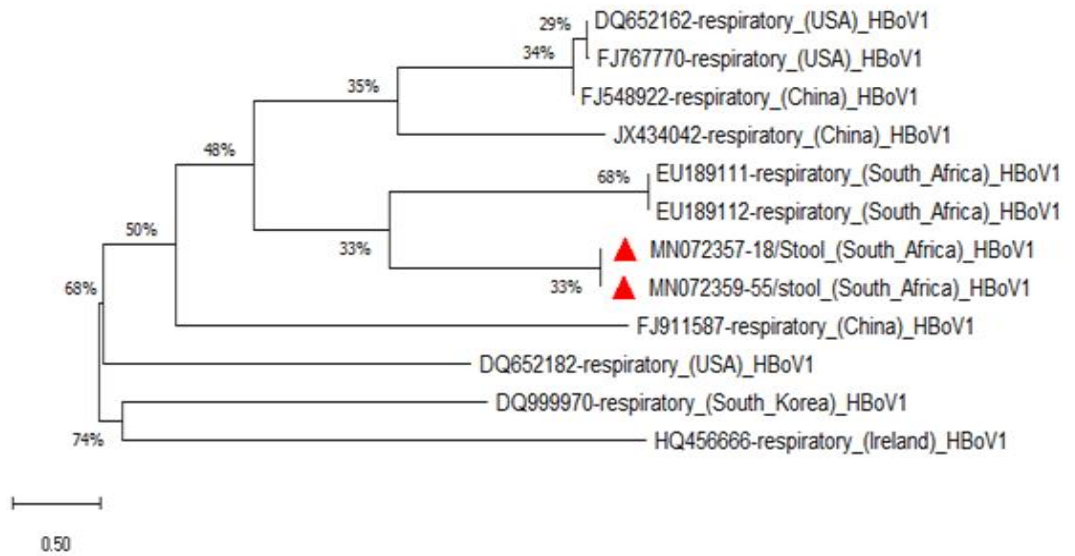 29%
DQ652162-respiratory_(USA)_HBoV1
34%
FJ767770-respiratory_(USA)_HBoV1
35%
FJ548922-respiratory_(China)_HBoV1
JX434042-respiratory_(China)_HBoV1
48%
68%
EU189111-respiratory_(South_Africa)_HBoV1
EU189112-respiratory_(South_Africa)_HBoV1
50%
33%
MN072357-18/Stool_(South_Africa)_HBoV1
68%
33%
MN072359-55/stool_(South_Africa)_HBoV1
FJ911587-respiratory_(China)_HBoV1
DQ652182-respiratory_(USA)_HBoV1
DQ999970-respiratory_(South_Korea)_HBoV1
74%
HQ456666-respiratory_(Ireland)_HBoV1
0.50